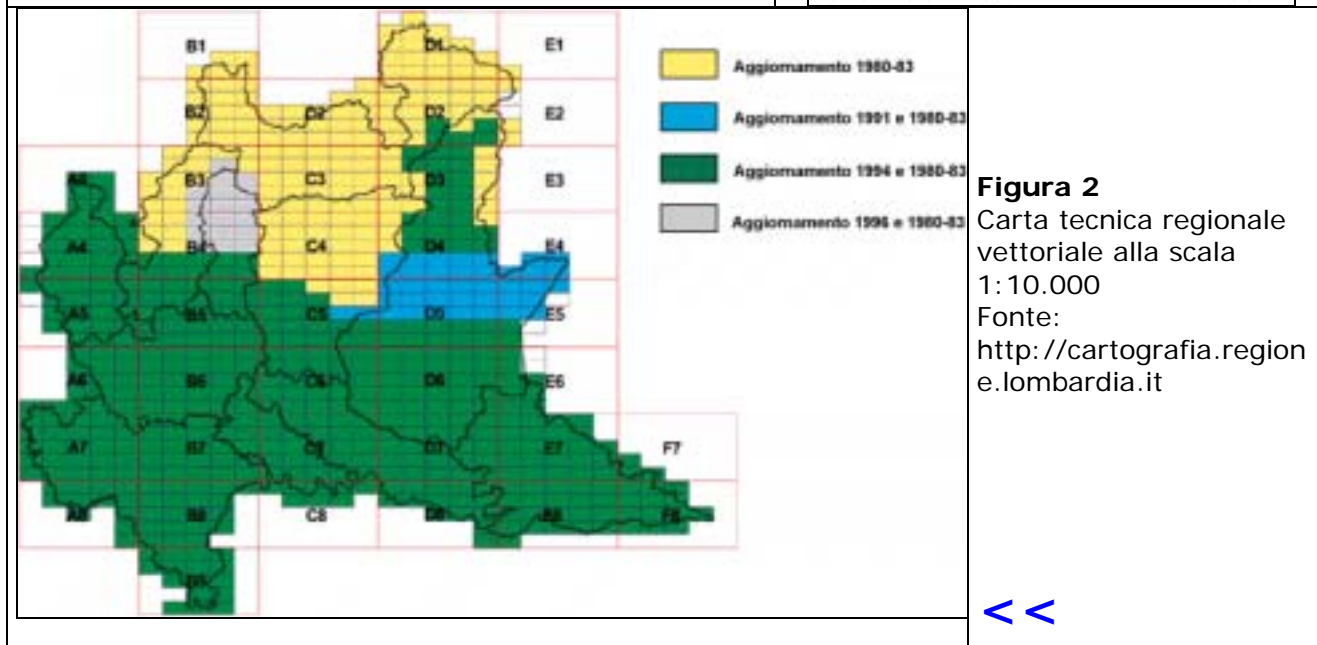 B1 D1 E1
B2 C2 D2 E2
A3 B3 C3 D3 E3
A4 B4 C4 D4 E4
A5 B5 C5 D5 E5
A6 B6 C6 D6 E6
A7 B7 C7 D7 E7 F7
A8 B8 C8 D8 E8 F8
Aggiornamento 1980-83
Aggiornamento 1991 e 1980-83
Aggiornamento 1994 e 1980-83
Aggiornamento 1996 e 1980-83
Figura 2
Carta tecnica regionale
vettoriale alla scala
1:10.000
Fonte:
http://cartografia.region
e.lombardia.it
<<